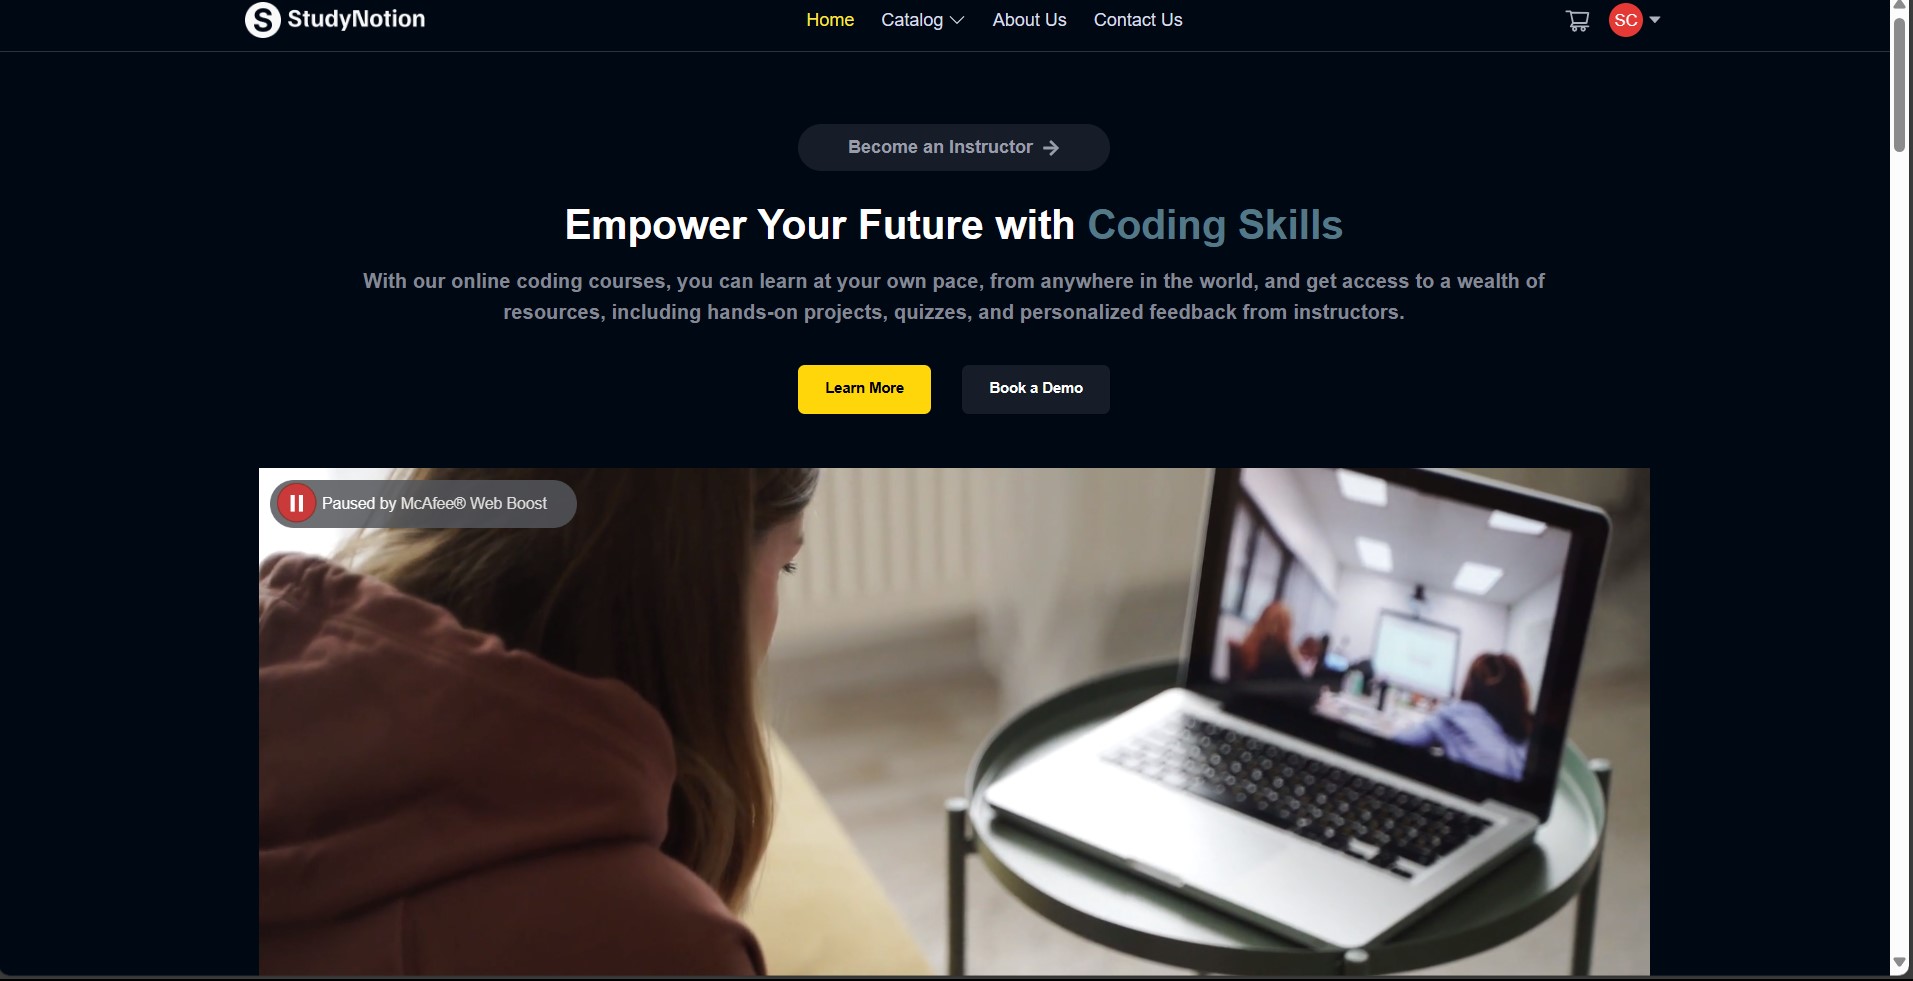 S StudyNotion
Home Catalog About Us Contact Us
SC
Become an Instructor
Empower Your Future with Coding Skills
With our online coding courses, you can learn at your own pace, from anywhere in the world, and get access to a wealth of
resources, including hands-on projects, quizzes, and personalized feedback from instructors.
Learn More Book a Demo
Paused by McAfee® Web Boost